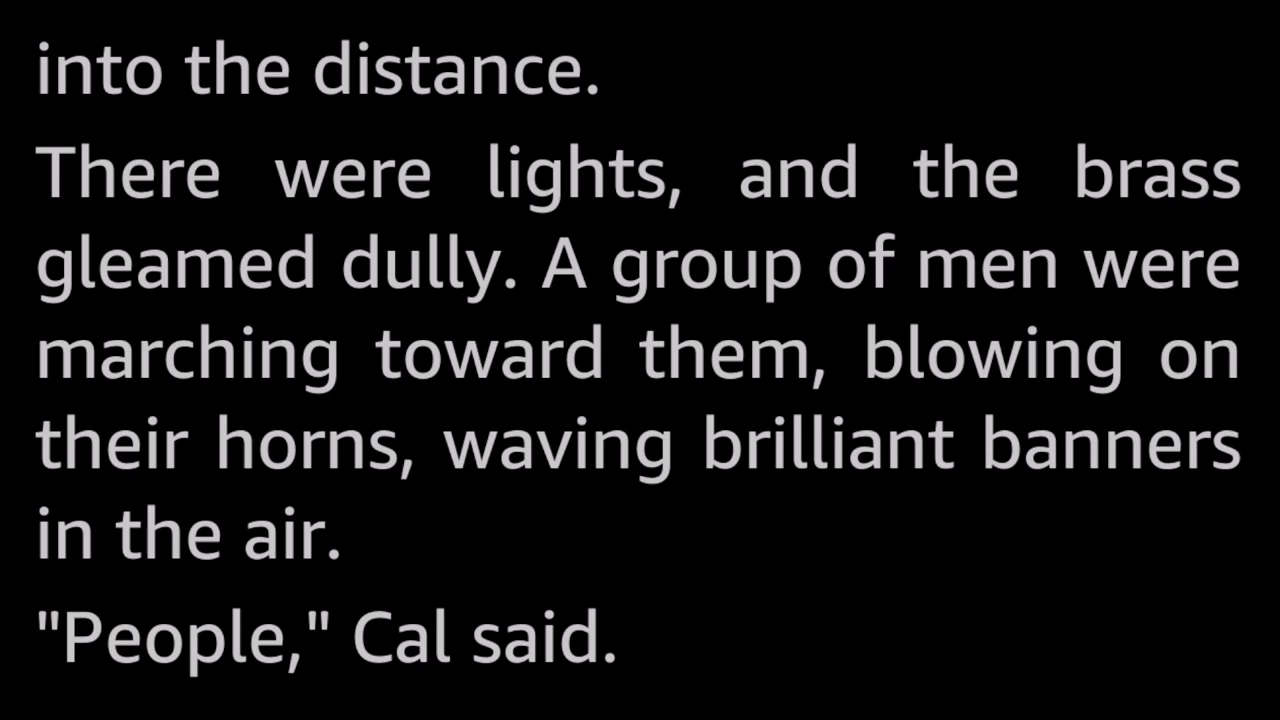 into the distance.
There were lights, and the brass
gleamed dully. A group of men were
marching toward them, blowing on
their horns, waving brilliant banners
in the air.
"People," Cal said.